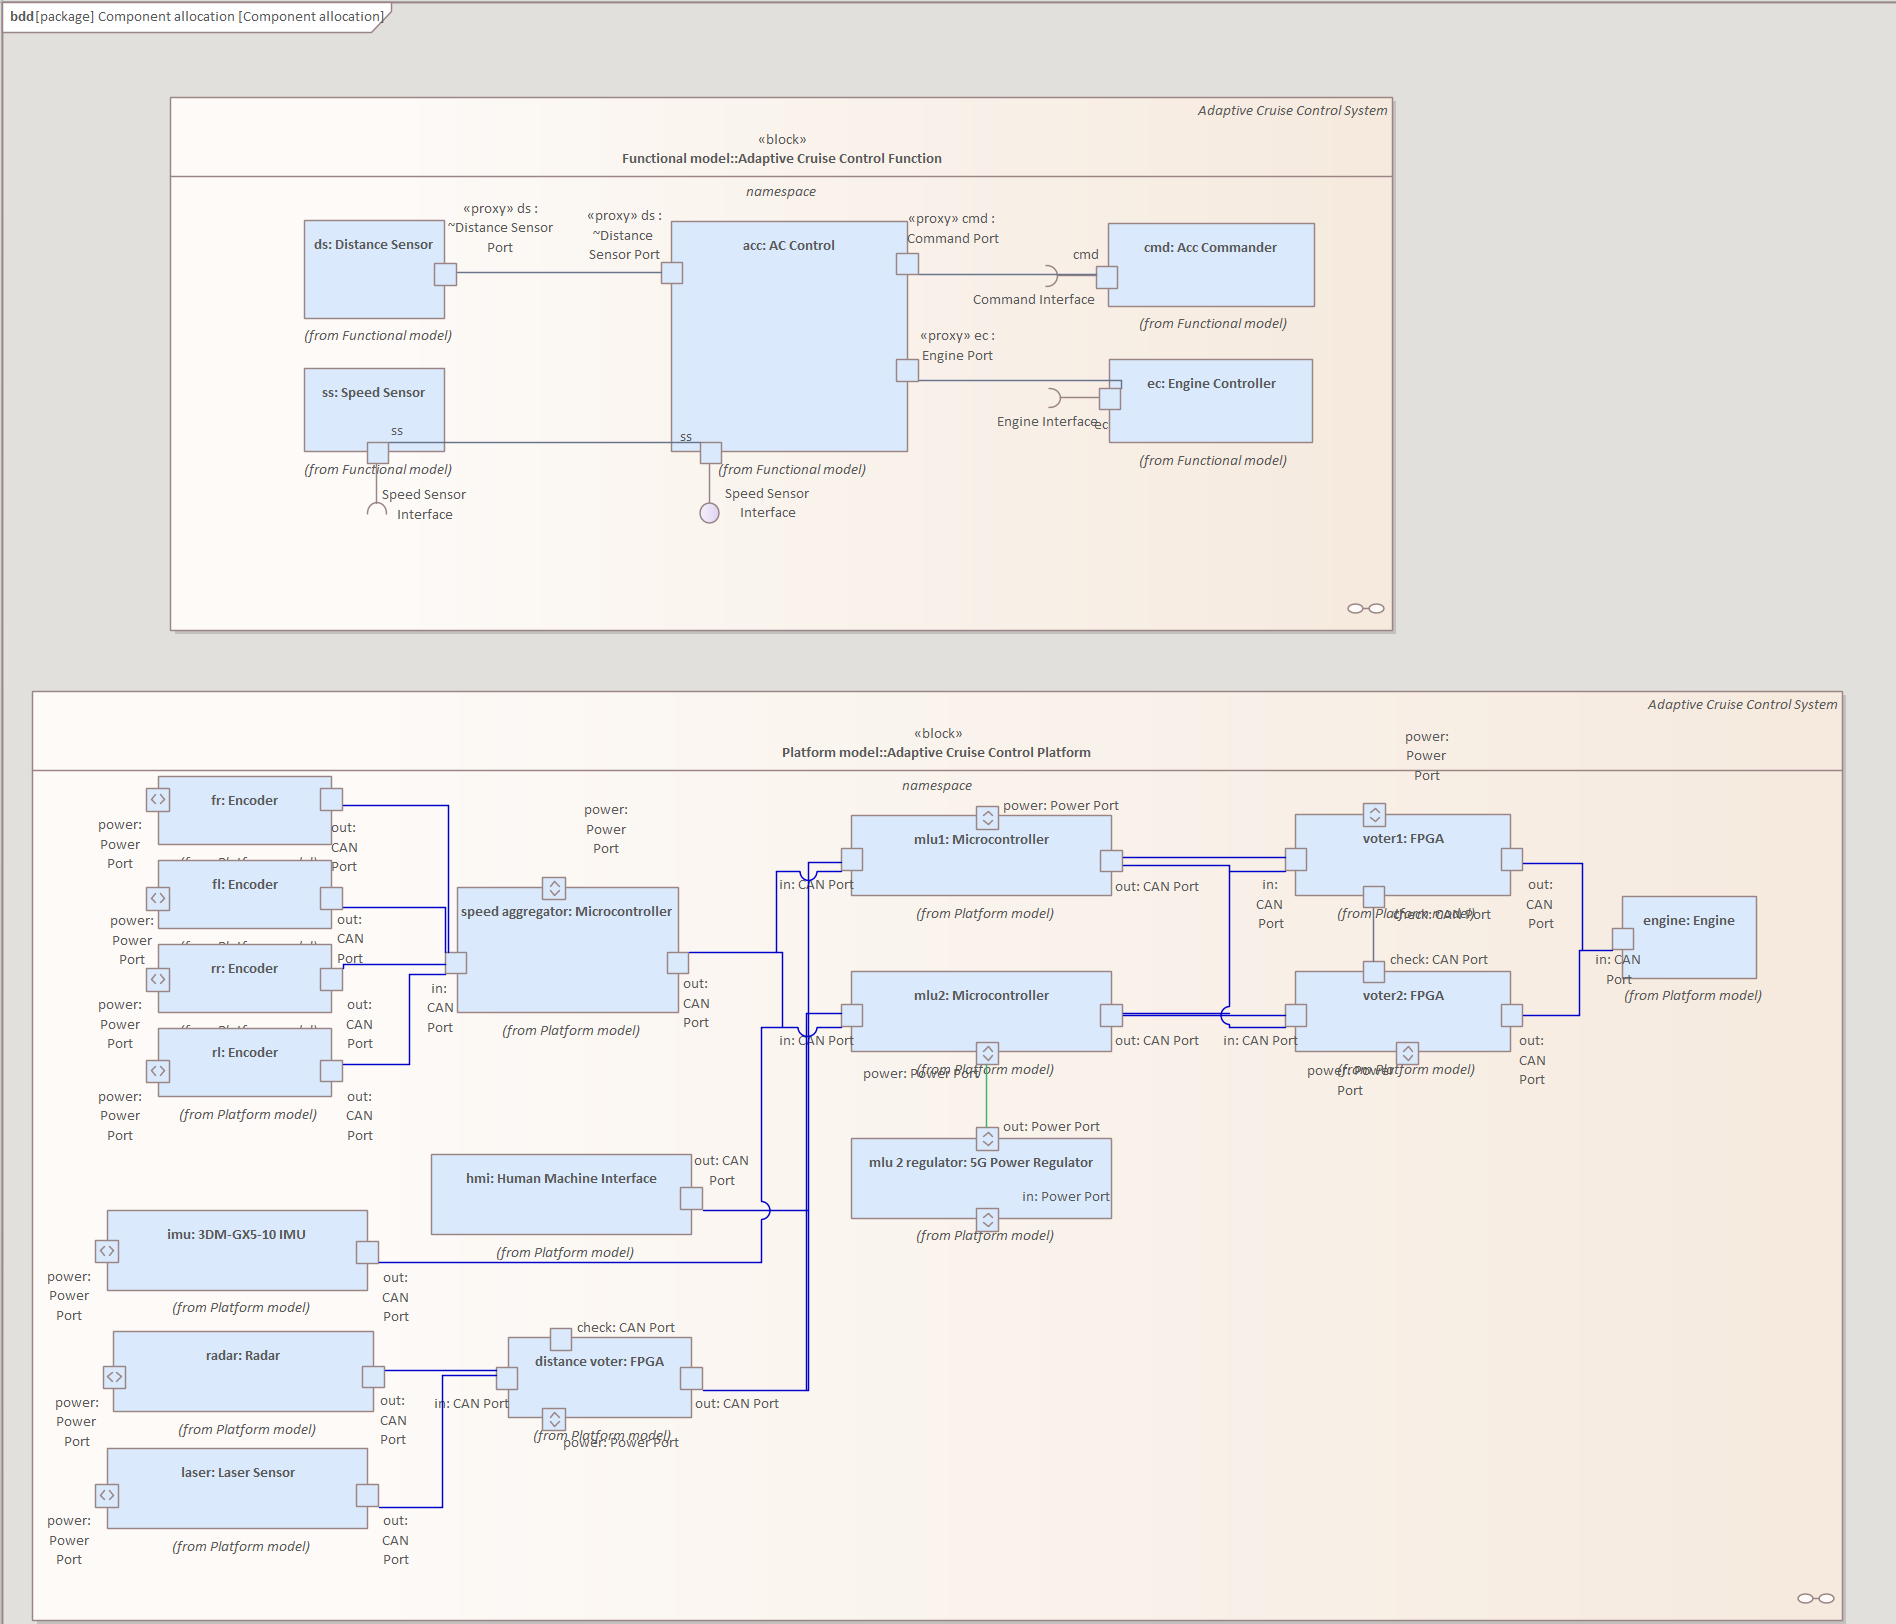 bdd [package] Component allocation [Component allocation]
Adaptive Cruise Control System
«block»
Functional model::Adaptive Cruise Control Function
namespace
ds: Distance Sensor
«proxy» ds :
~Distance Sensor
Port
(from Functional model)
«proxy» ds :
~Distance
Sensor Port
acc: AC Control
«proxy» cmd :
Command Port
cmd
cmd: Acc Commander
Command Interface
(from Functional model)
«proxy» ec :
Engine Port
ec: Engine Controller
Engine Interface
ec
(from Functional model)
ss: Speed Sensor
ss
(from Functional model)
Speed Sensor
Interface
ss
(from Functional model)
Speed Sensor
Interface
Adaptive Cruise Control System
«block»
Platform model::Adaptive Cruise Control Platform
namespace
fr: Encoder
power:
Power
Port
out:
CAN
Port
(from Platform model)
fl: Encoder
power:
Power
Port
out:
CAN
Port
(from Platform model)
rr: Encoder
power:
Power
Port
out:
CAN
Port
(from Platform model)
rl: Encoder
power:
Power
Port
out:
CAN
Port
(from Platform model)
power:
Power
Port
speed aggregator: Microcontroller
in:
CAN
Port
out:
CAN
Port
(from Platform model)
power: Power Port
mlu1: Microcontroller
in: CAN Port
out: CAN Port
(from Platform model)
mlu2: Microcontroller
in: CAN Port
out: CAN Port
power: Power Port
(from Platform model)
out: Power Port
mlu 2 regulator: 5G Power Regulator
in: Power Port
(from Platform model)
power:
Power
Port
voter1: FPGA
in:
CAN
Port
out:
CAN
Port
(from Platform model)
check: CAN Port
check: CAN Port
voter2: FPGA
in: CAN Port
out:
CAN
Port
power: Power
Port
(from Platform model)
engine: Engine
in: CAN
Port
(from Platform model)
hmi: Human Machine Interface
out: CAN
Port
(from Platform model)
imu: 3DM-GX5-10 IMU
power:
Power
Port
out:
CAN
Port
(from Platform model)
radar: Radar
power:
Power
Port
out:
CAN
Port
(from Platform model)
check: CAN Port
distance voter: FPGA
in: CAN Port
out: CAN Port
(from Platform model)
power: Power Port
laser: Laser Sensor
power:
Power
Port
out:
CAN
Port
(from Platform model)